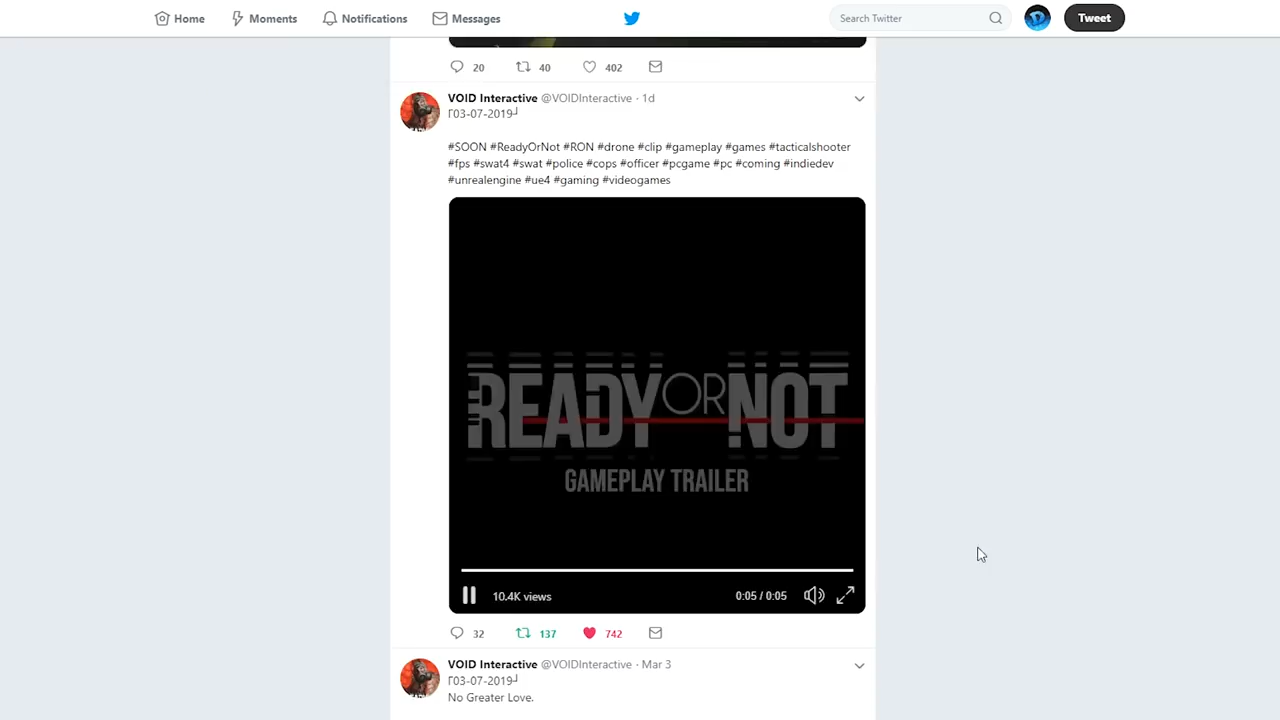 Home Moments Notifications Messages Search Twitter Tweet
20 40 402
VOID Interactive @VOIDInteractive · 1d
「03-07-2019」
#SOON #ReadyOrNot #RON #drone #clip #gameplay #games #tacticalshooter
#fps #swat4 #swat #police #cops #officer #pcgame #pc #coming #indiedev
#unrealengine #ue4 #gaming #videogames
READY OR NOT
GAMEPLAY TRAILER
10.4K views 0:05 / 0:05
32 137 742
VOID Interactive @VOIDInteractive · Mar 3
「03-07-2019」
No Greater Love.